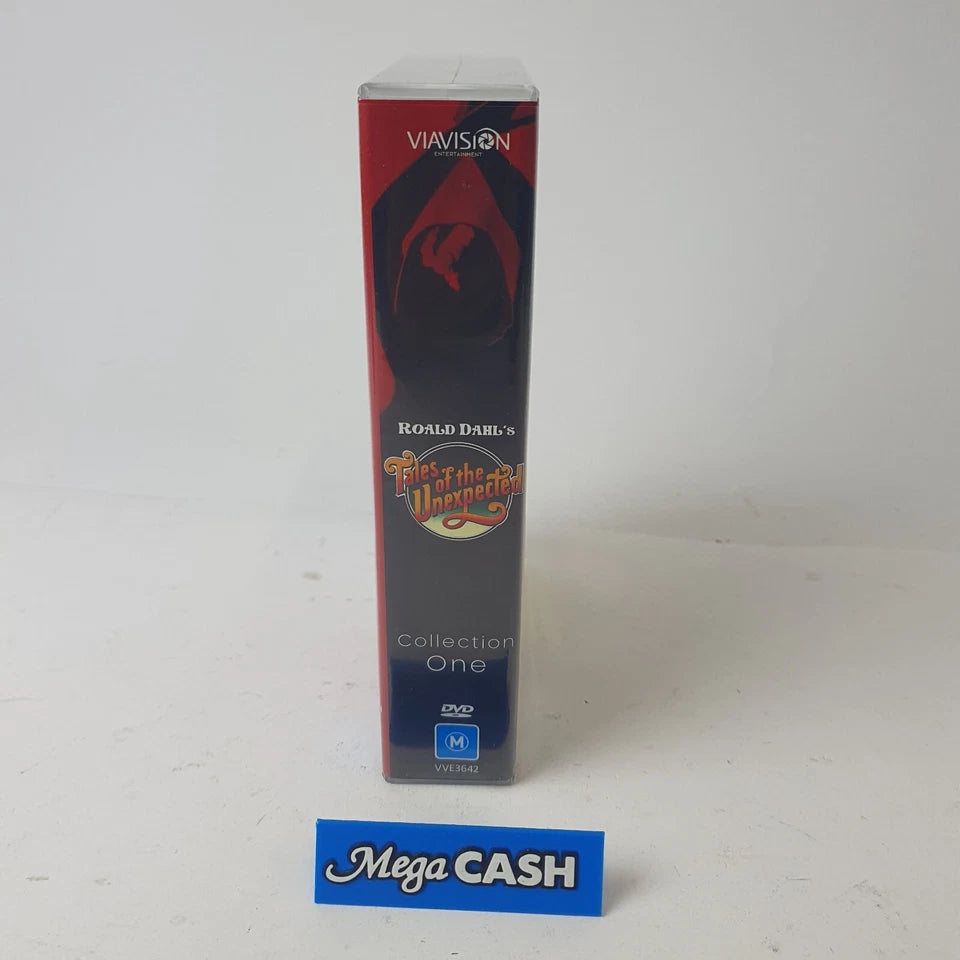 VIAVISION
ENTERTAINMENT
ROALD DAHL'S
Tales of the
Unexpected
Collection
One
DVD
M
VVE3642
Mega CASH